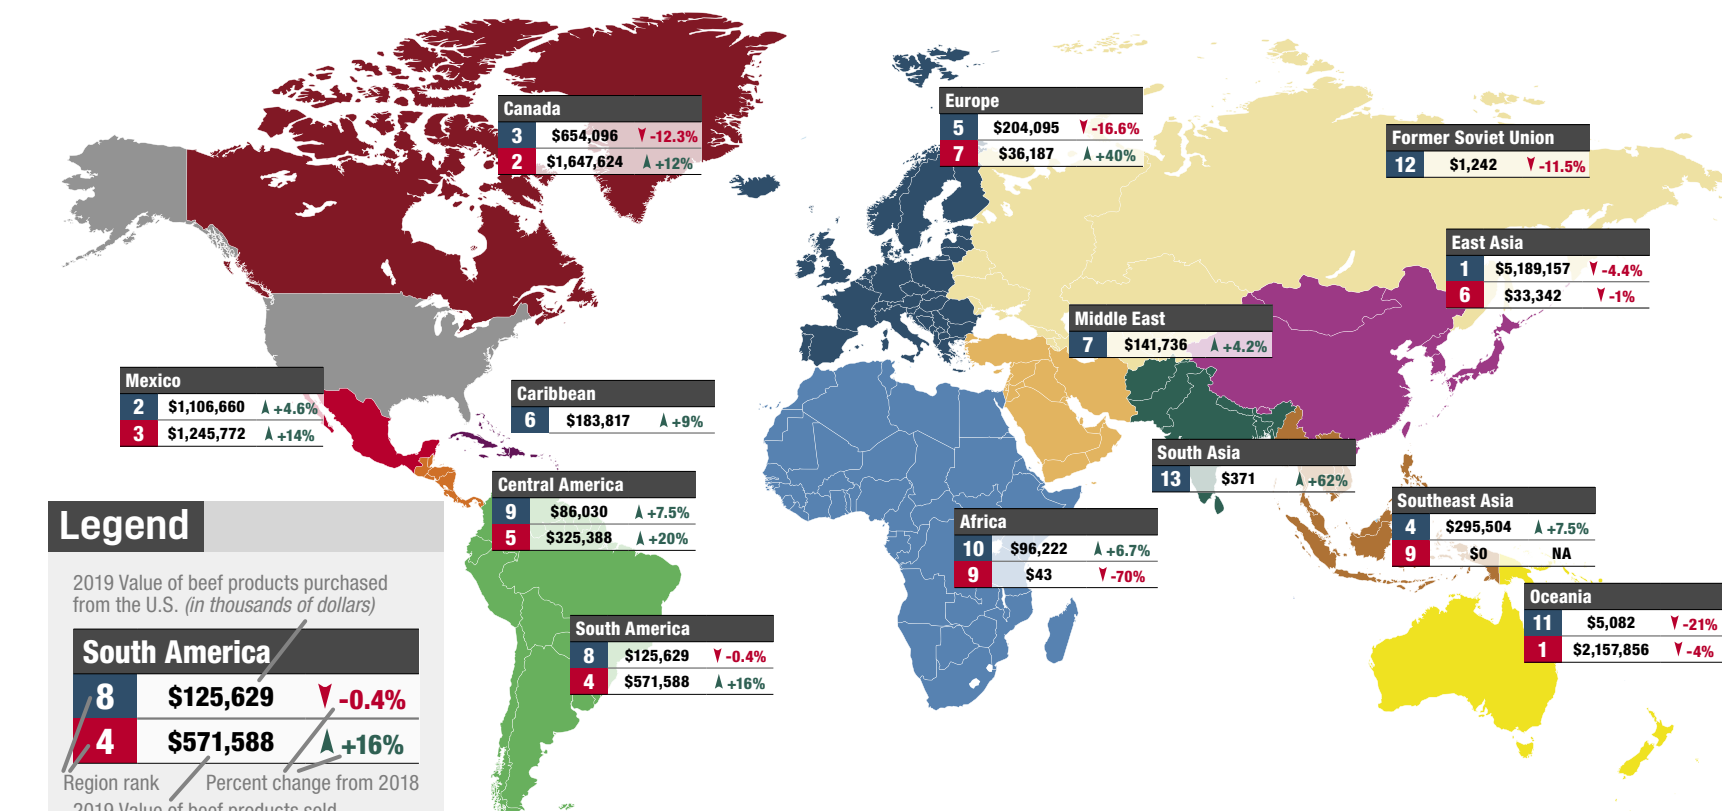 Canada
3 $654,096 -12.3%
2 $1,647,624 +12%
Europe
5 $204,095 -16.6%
7 $36,187 +40%
Former Soviet Union
12 $1,242 -11.5%
East Asia
1 $5,189,157 -4.4%
6 $33,342 -1%
Middle East
7 $141,736 +4.2%
Mexico
2 $1,106,660 +4.6%
3 $1,245,772 +14%
Caribbean
6 $183,817 +9%
South Asia
13 $371 +62%
Central America
9 $86,030 +7.5%
5 $325,388 +20%
Southeast Asia
4 $295,504 +7.5%
9 $0 NA
Africa
10 $96,222 +6.7%
9 $43 -70%
Oceania
11 $5,082 -21%
1 $2,157,856 -4%
South America
8 $125,629 -0.4%
4 $571,588 +16%
Legend
2019 Value of beef products purchased
from the U.S. (in thousands of dollars)
South America
8 $125,629 -0.4%
4 $571,588 +16%
Region rank Percent change from 2018
2019 Value of beef products sold